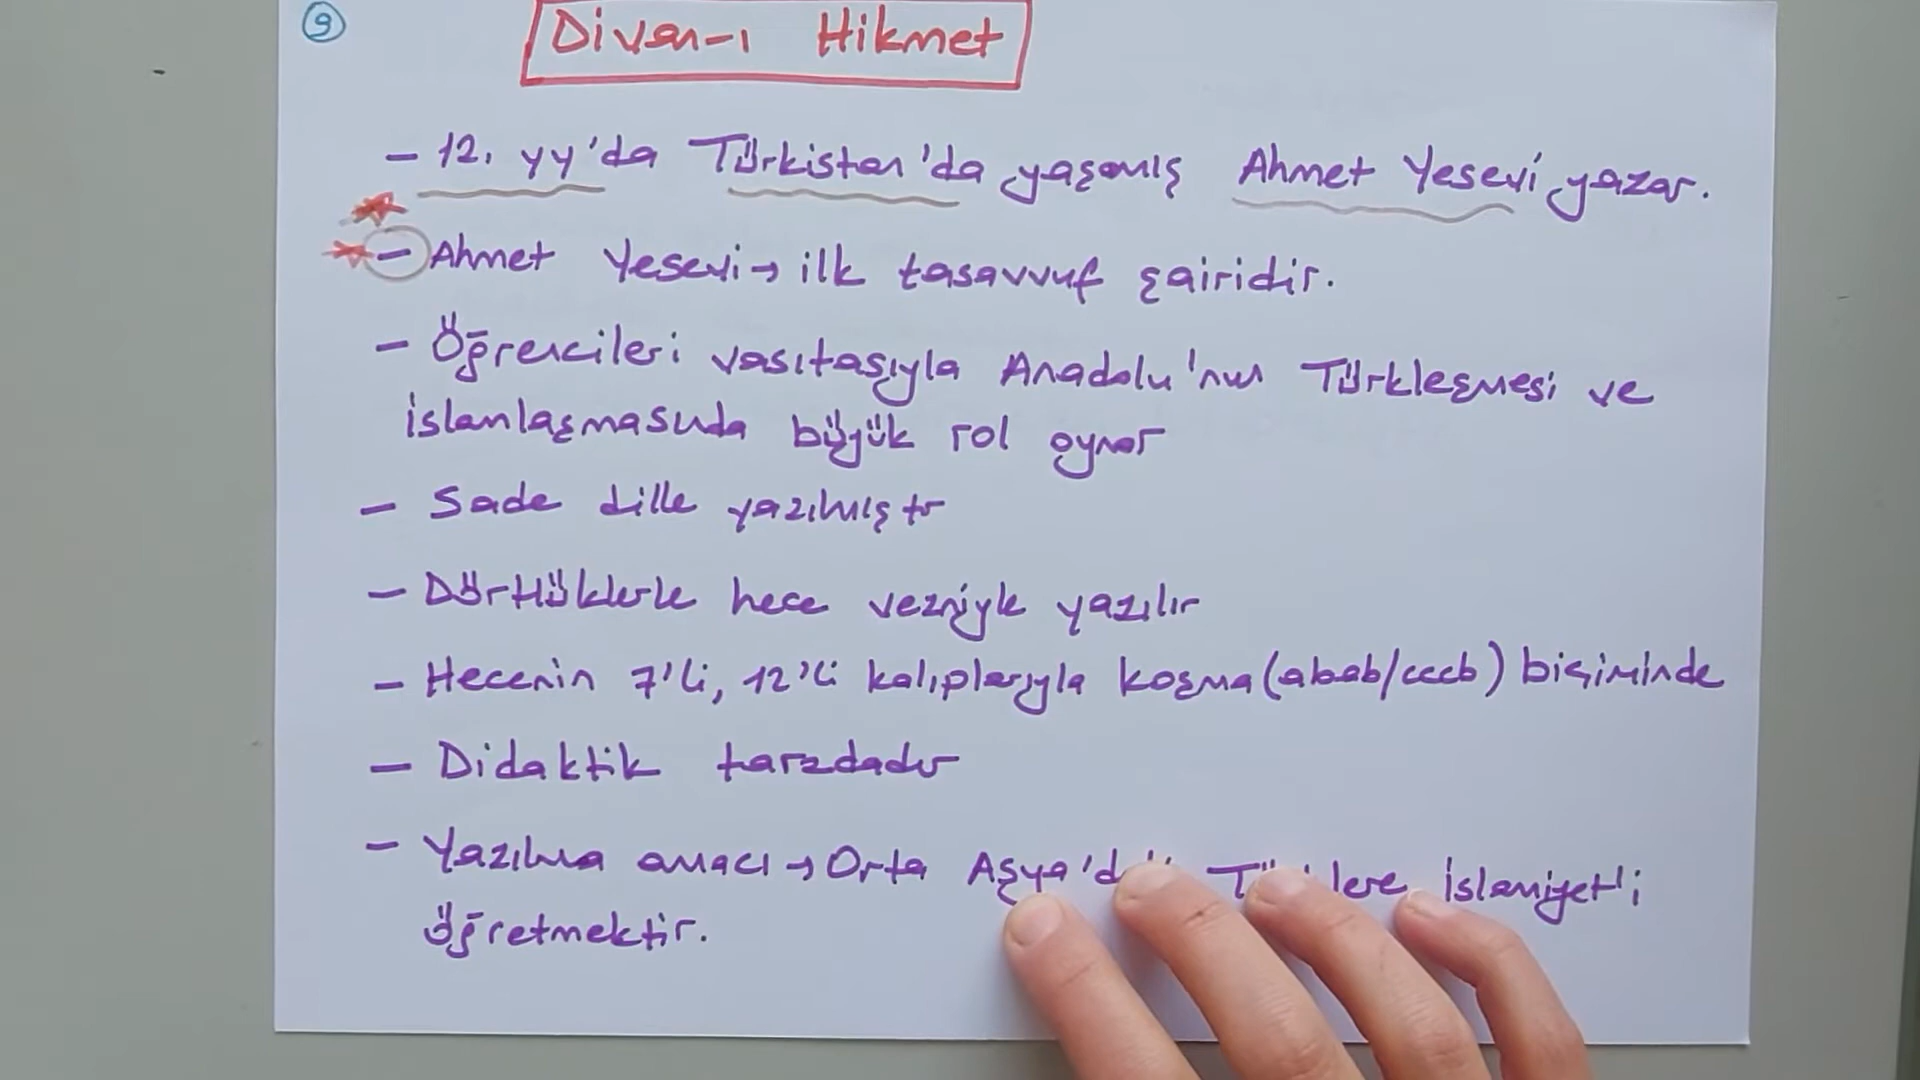 9
Divan-ı Hikmet
- 12. yy'da Türkistan'da yaşamış Ahmet Yesevi yazar.
- Ahmet Yesevi → ilk tasavvuf şairidir.
- Öğrencileri vasıtasıyla Anadolu'nun Türkleşmesi ve
İslamlaşmasında büyük rol oynar
- Sade dille yazılmıştır
- Dörtlüklerle hece vezniyle yazılır
- Hecenin 7'li, 12'li kalıplarıyla koşma (abab/cccb) biçiminde
- Didaktik tarzdadır
- Yazılma amacı → Orta Asya'd İslamiyet'i
öğretmektir.